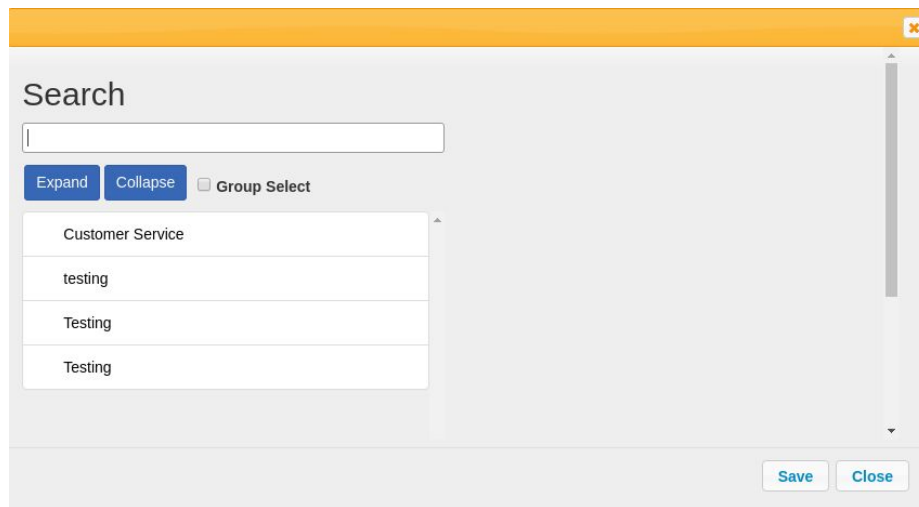 Search
Expand Collapse Group Select
Customer Service
testing
Testing
Testing
Save Close